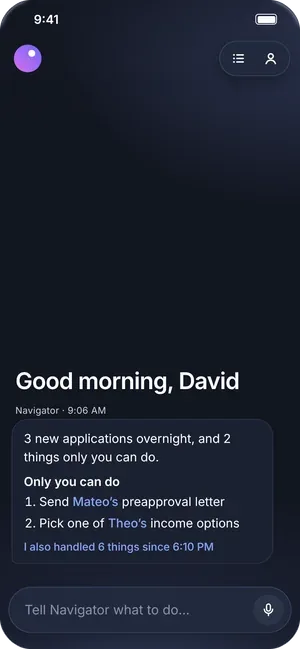 9:41
Good morning, David
Navigator · 9:06 AM
3 new applications overnight, and 2
things only you can do.
Only you can do
1. Send Mateo’s preapproval letter
2. Pick one of Theo’s income options
I also handled 6 things since 6:10 PM
Tell Navigator what to do...